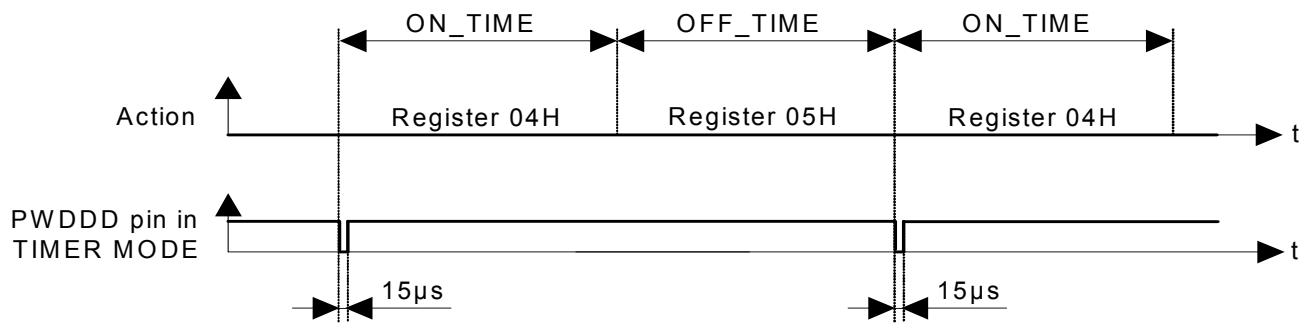 ON_TIME OFF_TIME ON_TIME
Action Register 04H Register 05H Register 04H t
PWDDD pin in
TIMER MODE t
15µs 15µs